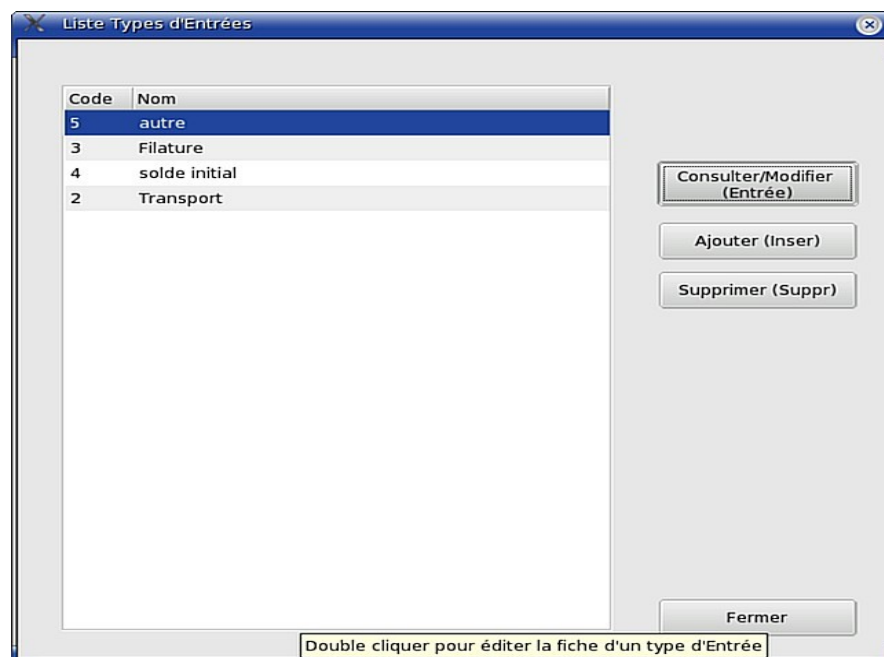 Liste Types d'Entrées
Code Nom
5 autre
3 Filature
4 solde initial
2 Transport
Consulter/Modifier
(Entrée)
Ajouter (Inser)
Supprimer (Suppr)
Fermer
Double cliquer pour éditer la fiche d'un type d'Entrée